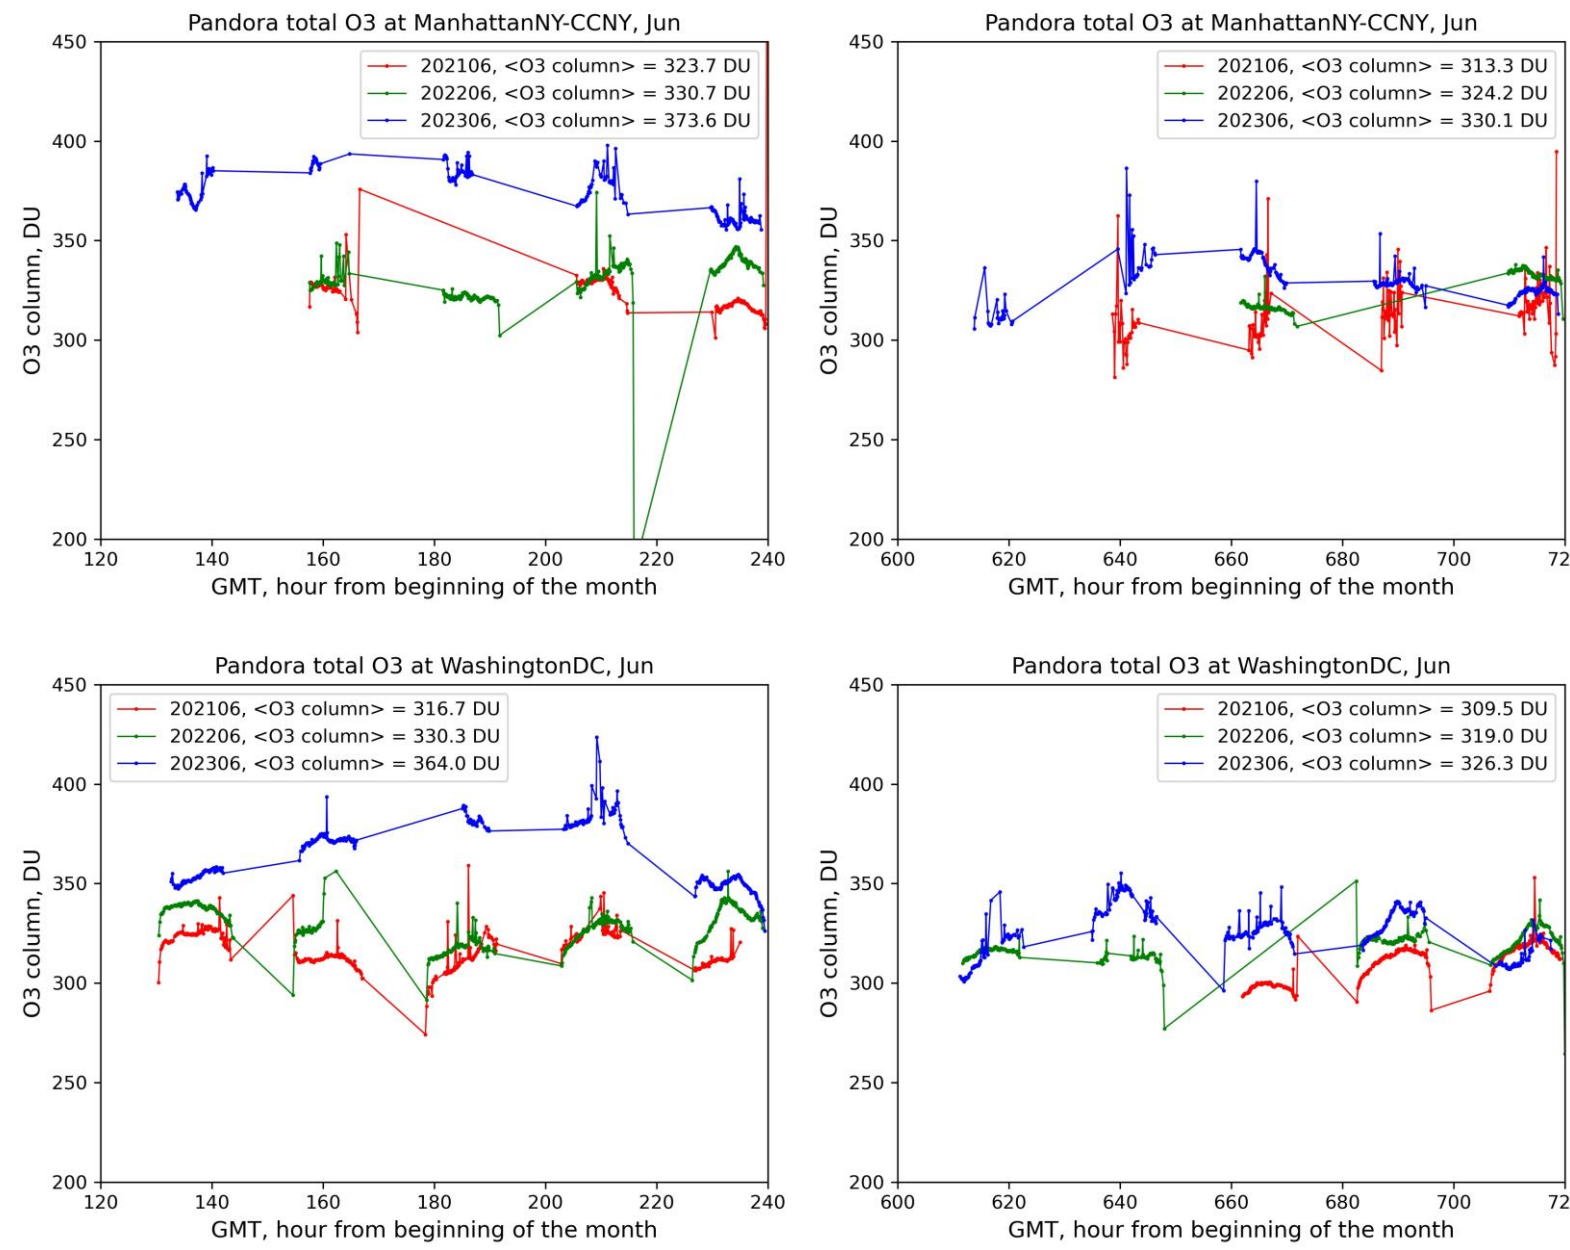 Pandora total O3 at ManhattanNY-CCNY, Jun
450
400
350
300
250
200
O3 column, DU
202106, <O3 column> = 323.7 DU
202206, <O3 column> = 330.7 DU
202306, <O3 column> = 373.6 DU
120 140 160 180 200 220 240
GMT, hour from beginning of the month
Pandora total O3 at ManhattanNY-CCNY, Jun
450
400
350
300
250
200
O3 column, DU
202106, <O3 column> = 313.3 DU
202206, <O3 column> = 324.2 DU
202306, <O3 column> = 330.1 DU
600 620 640 660 680 700 72
GMT, hour from beginning of the month
Pandora total O3 at WashingtonDC, Jun
450
400
350
300
250
200
O3 column, DU
202106, <O3 column> = 316.7 DU
202206, <O3 column> = 330.3 DU
202306, <O3 column> = 364.0 DU
120 140 160 180 200 220 240
GMT, hour from beginning of the month
Pandora total O3 at WashingtonDC, Jun
450
400
350
300
250
200
O3 column, DU
202106, <O3 column> = 309.5 DU
202206, <O3 column> = 319.0 DU
202306, <O3 column> = 326.3 DU
600 620 640 660 680 700 72
GMT, hour from beginning of the month